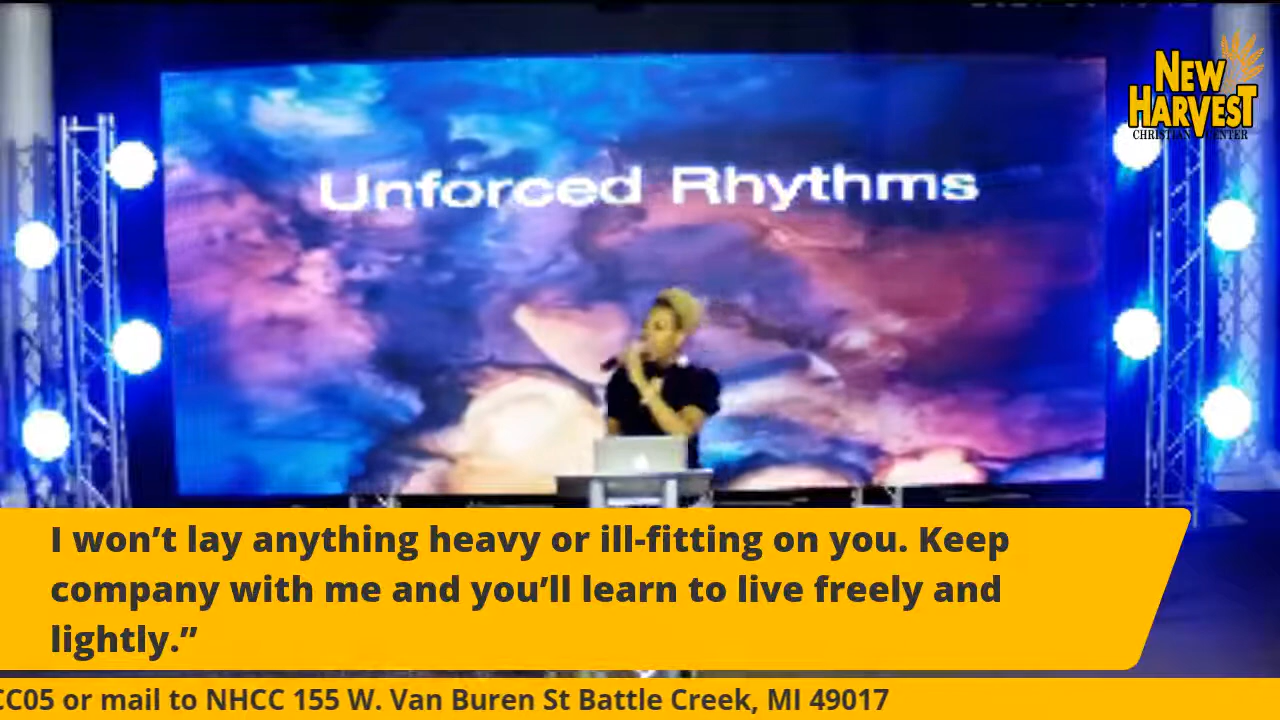 NEW
HARVEST
CHRISTIAN CENTER
Unforced Rhythms
I won’t lay anything heavy or ill-fitting on you. Keep
company with me and you’ll learn to live freely and
lightly.”
CC05 or mail to NHCC 155 W. Van Buren St Battle Creek, MI 49017